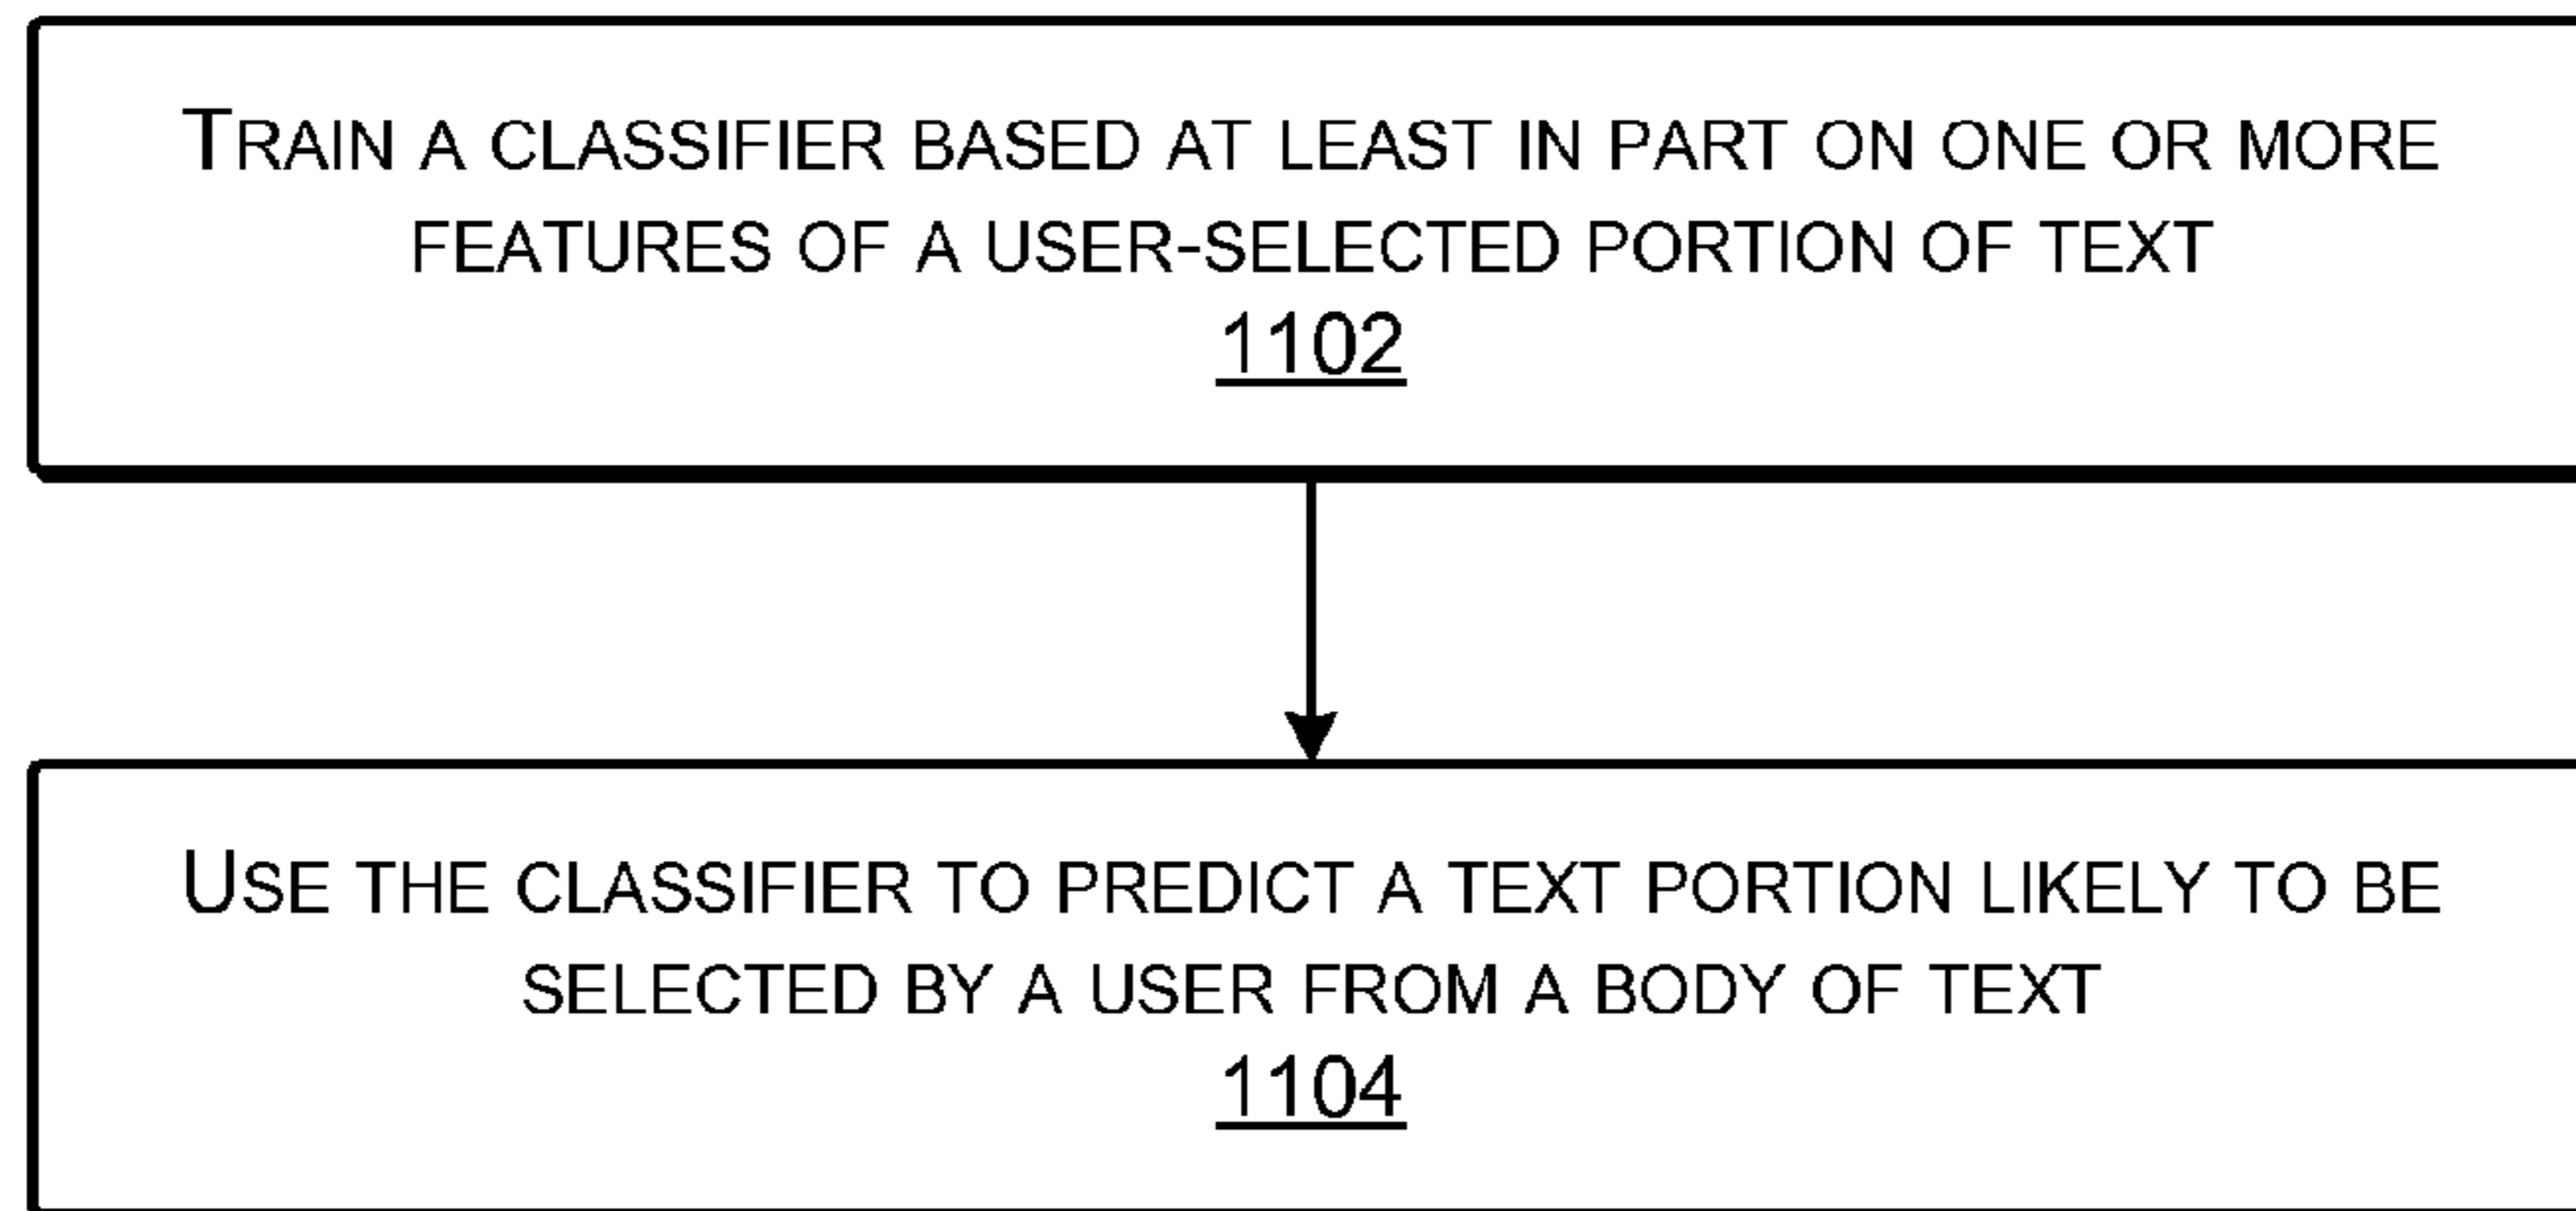 TRAIN A CLASSIFIER BASED AT LEAST IN PART ON ONE OR MORE
FEATURES OF A USER-SELECTED PORTION OF TEXT
1102
USE THE CLASSIFIER TO PREDICT A TEXT PORTION LIKELY TO BE
SELECTED BY A USER FROM A BODY OF TEXT
1104